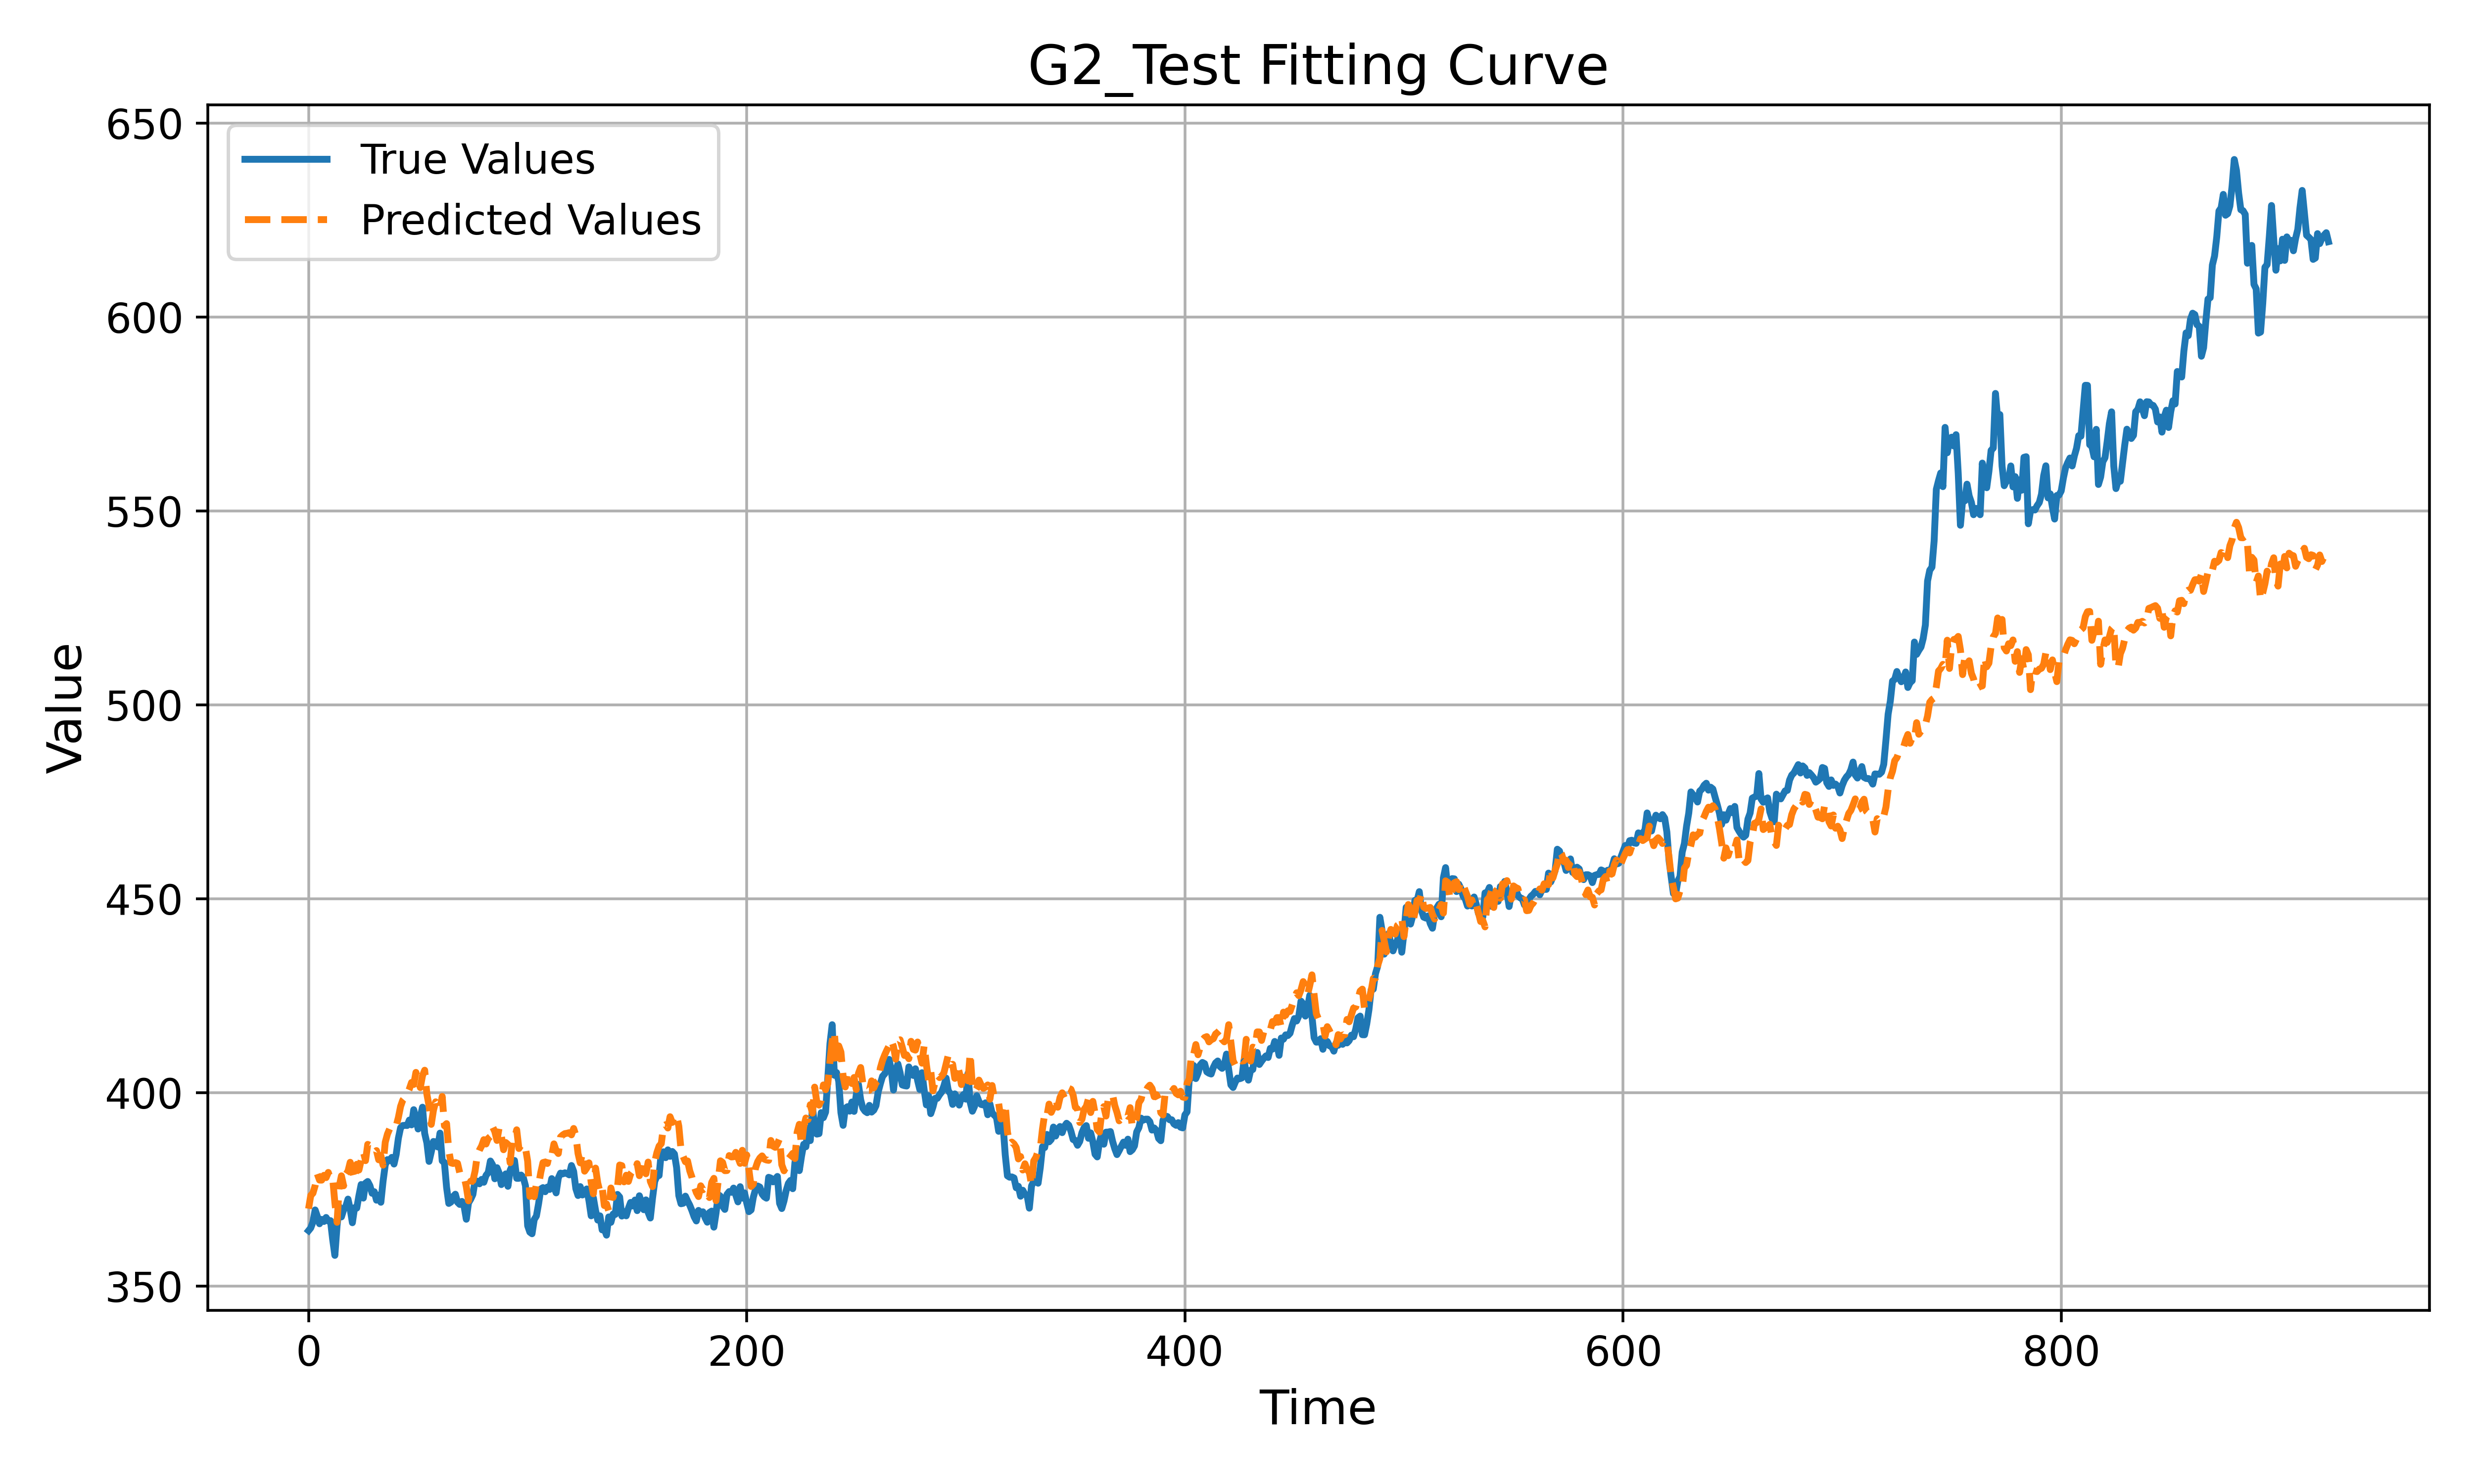 G2_Test Fitting Curve
True Values
Predicted Values
650
600
550
500
450
400
350
Value
0 200 400 600 800
Time